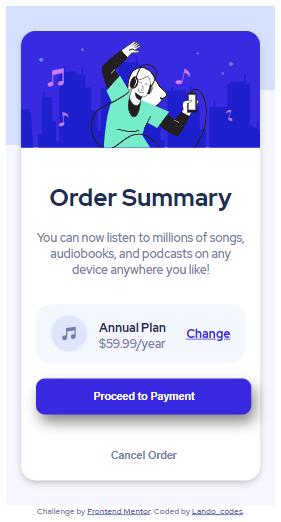 Order Summary
You can now listen to millions of songs,
audiobooks, and podcasts on any
device anywhere you like!
Annual Plan
$59.99/year
Change
Proceed to Payment
Cancel Order
Challenge by Frontend Mentor. Coded by Lando_codes.